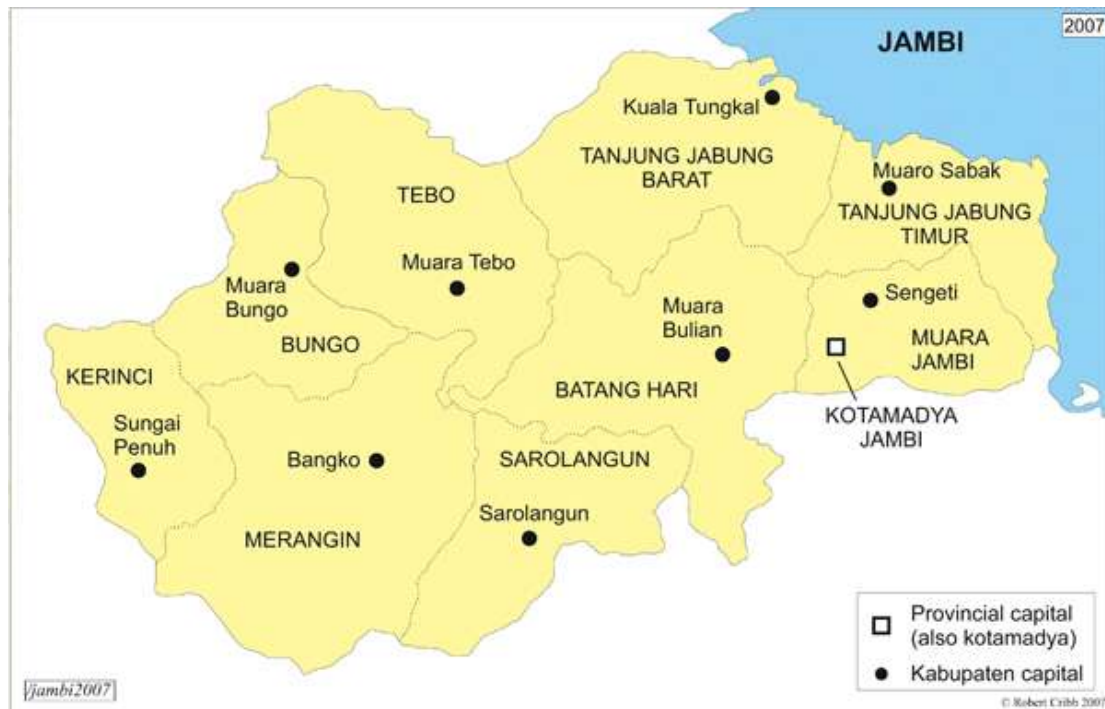 2007
JAMBI
Kuala Tungkal
TANJUNG JABUNG
BARAT
Muaro Sabak
TANJUNG JABUNG
TIMUR
TEBO
Muara Tebo
Muara
Bungo
BUNGO
Muara
Bulian
BATANG HARI
Sengeti
MUARA
JAMBI
KOTAMADYA
JAMBI
KERINCI
Sungai
Penuh
Bangko
MERANGIN
SAROLANGUN
Sarolangun
Provincial capital
(also kotamadya)
Kabupaten capital
/jambi2007
© Robert Cribb 2007